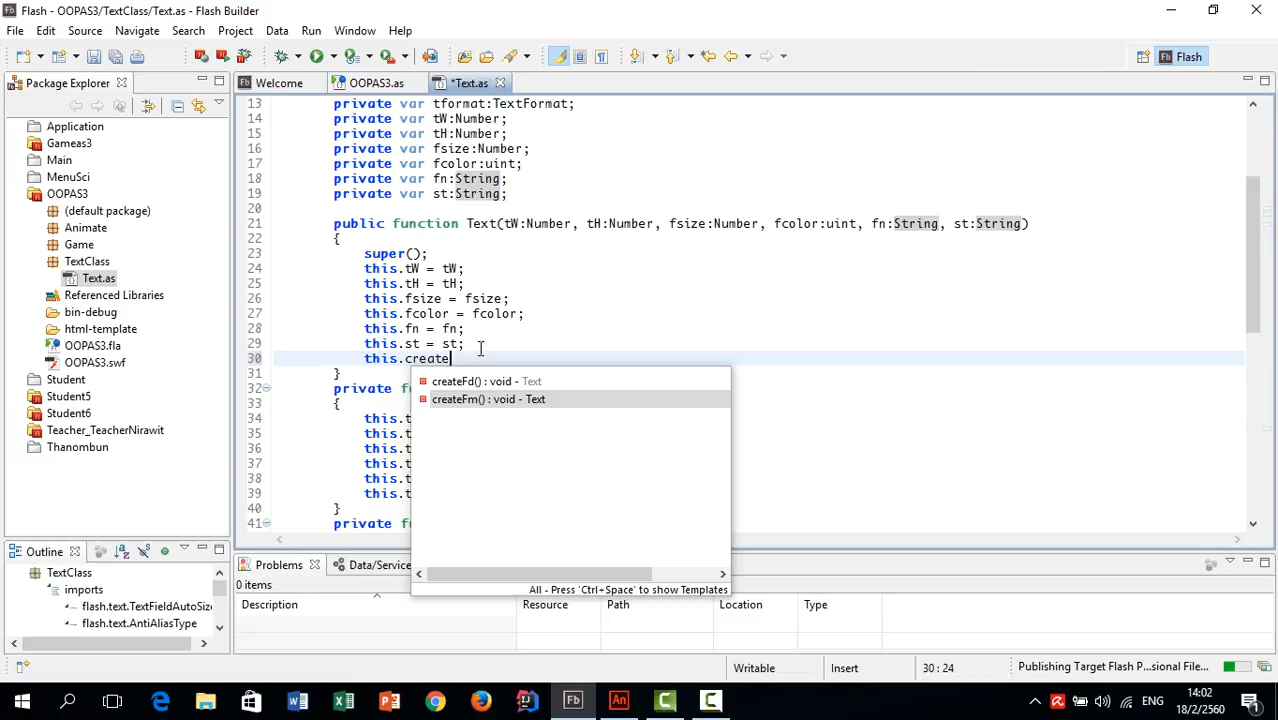 Flash - OOPAS3/TextClass/Text.as - Flash Builder
File Edit Source Navigate Search Project Data Run Window Help
Flash
Package Explorer
Welcome OOPAS3.as *Text.as
Application
Gameas3
Main
MenuSci
OOPAS3
(default package)
Animate
Game
TextClass
Text.as
Referenced Libraries
bin-debug
html-template
OOPAS3.fla
OOPAS3.swf
Student
Student5
Student6
Teacher_TeacherNirawit
Thanombun
13 private var tformat:TextFormat;
14 private var tW:Number;
15 private var tH:Number;
16 private var fsize:Number;
17 private var fcolor:uint;
18 private var fn:String;
19 private var st:String;
20
21 public function Text(tW:Number, tH:Number, fsize:Number, fcolor:uint, fn:String, st:String)
22 {
23 super();
24 this.tW = tW;
25 this.tH = tH;
26 this.fsize = fsize;
27 this.fcolor = fcolor;
28 this.fn = fn;
29 this.st = st;
30 this.create
31 }
32 private f
33 {
34 this.t
35 this.t
36 this.t
37 this.t
38 this.t
39 this.t
40 }
41 private f
createFd() : void - Text
createFm() : void - Text
All - Press 'Ctrl+Space' to show Templates
Outline
TextClass
imports
flash.text.TextFieldAutoSize
flash.text.AntiAliasType
Problems Data/Service
0 items
Description Resource Path Location Type
Writable Insert 30 : 24 Publishing Target Flash P...sional File...
ENG
14:02
18/2/2560